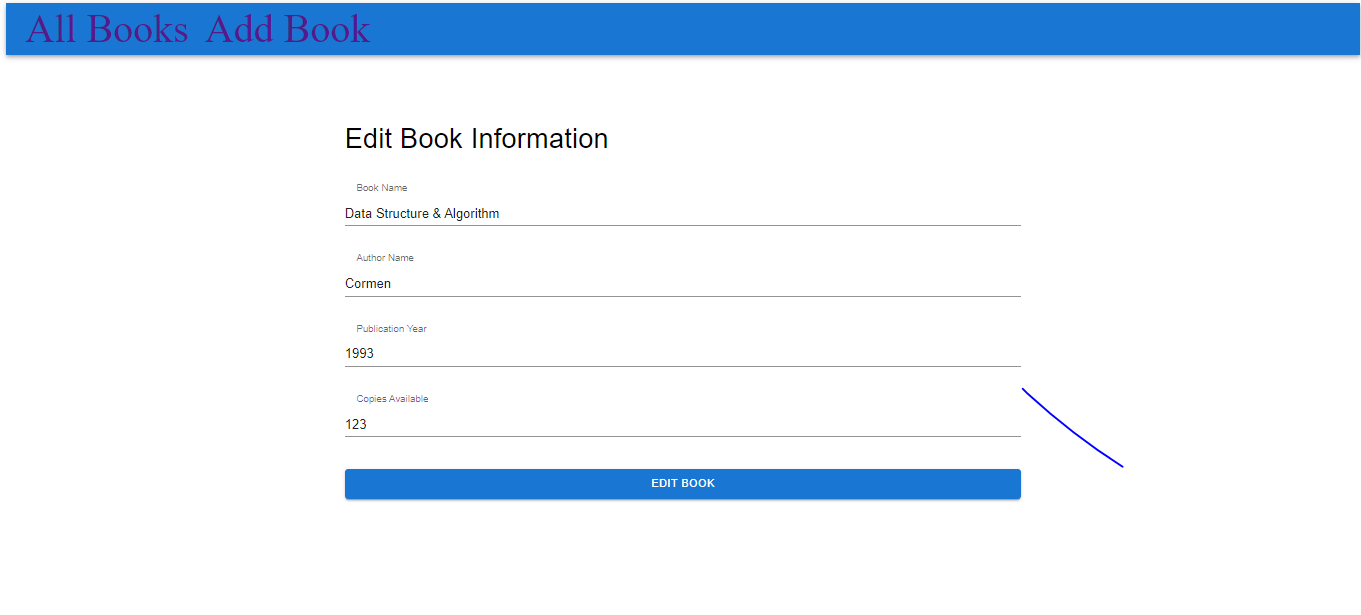 All Books Add Book
Edit Book Information
Book Name
Data Structure & Algorithm
Author Name
Cormen
Publication Year
1993
Copies Available
123
EDIT BOOK